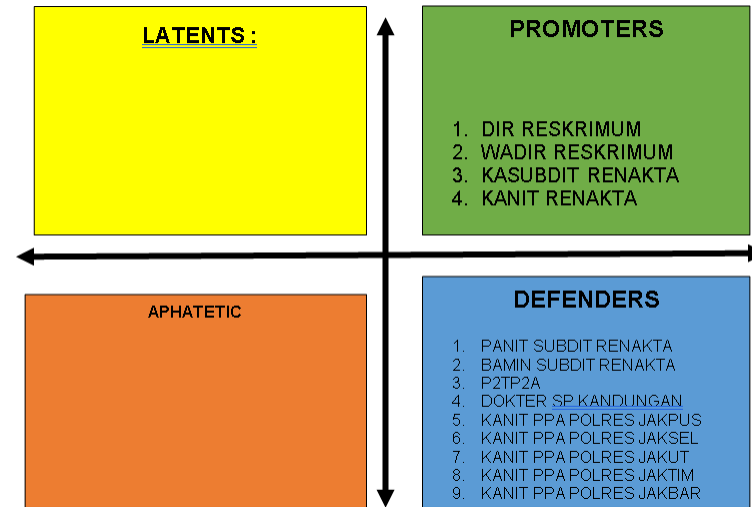 LATENTS :
PROMOTERS
1. DIR RESKRIMUM
2. WADIR RESKRIMUM
3. KASUBDIT RENAKTA
4. KANIT RENAKTA
APHATETIC
DEFENDERS
1. PANIT SUBDIT RENAKTA
2. BAMIN SUBDIT RENAKTA
3. P2TP2A
4. DOKTER SP.KANDUNGAN
5. KANIT PPA POLRES JAKPUS
6. KANIT PPA POLRES JAKSEL
7. KANIT PPA POLRES JAKUT
8. KANIT PPA POLRES JAKTIM
9. KANIT PPA POLRES JAKBAR